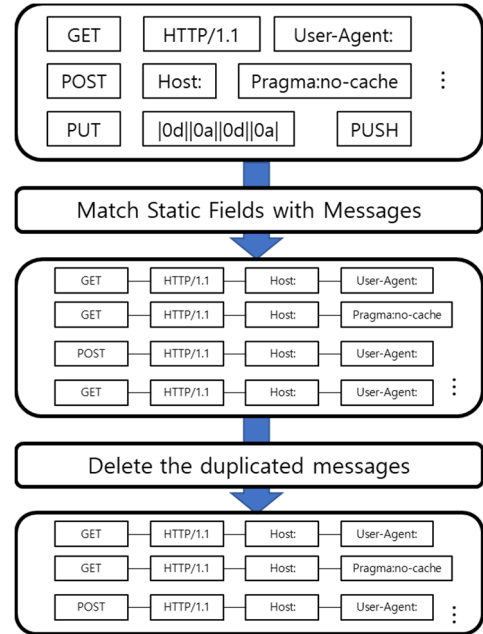 GET HTTP/1.1 User-Agent:
POST Host: Pragma:no-cache ⋮
PUT |0d||0a||0d||0a| PUSH
Match Static Fields with Messages
GET HTTP/1.1 Host: User-Agent:
GET HTTP/1.1 Host: Pragma:no-cache
POST HTTP/1.1 Host: User-Agent:
GET HTTP/1.1 Host: User-Agent: ⋮
Delete the duplicated messages
GET HTTP/1.1 Host: User-Agent:
GET HTTP/1.1 Host: Pragma:no-cache
POST HTTP/1.1 Host: User-Agent: ⋮